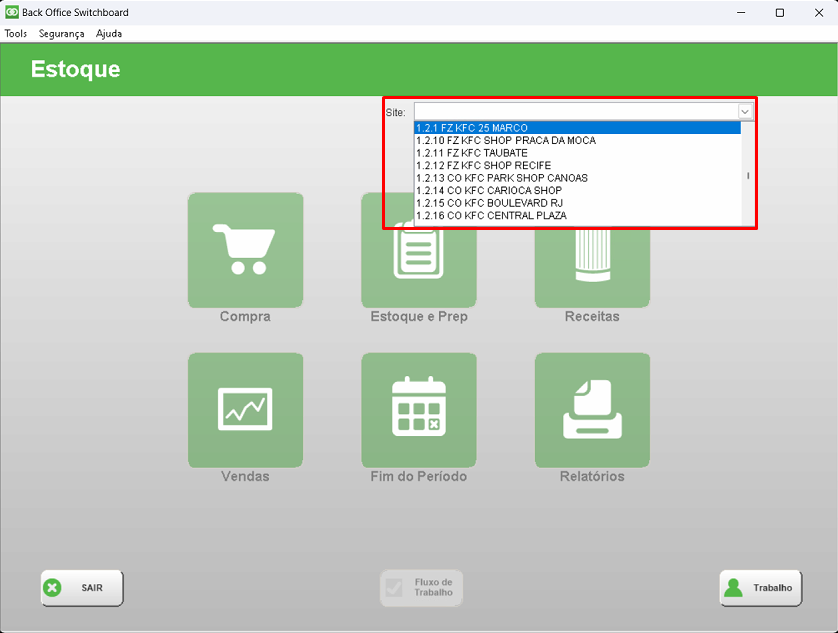 Back Office Switchboard
Tools Segurança Ajuda
Estoque
Site:
1.2.1 FZ KFC 25 MARCO
1.2.10 FZ KFC SHOP PRACA DA MOCA
1.2.11 FZ KFC TAUBATE
1.2.12 FZ KFC SHOP RECIFE
1.2.13 CO KFC PARK SHOP CANOAS
1.2.14 CO KFC CARIOCA SHOP
1.2.15 CO KFC BOULEVARD RJ
1.2.16 CO KFC CENTRAL PLAZA
Compra Estoque e Prep Receitas
Vendas Fim do Período Relatórios
SAIR
Fluxo de
Trabalho
Trabalho